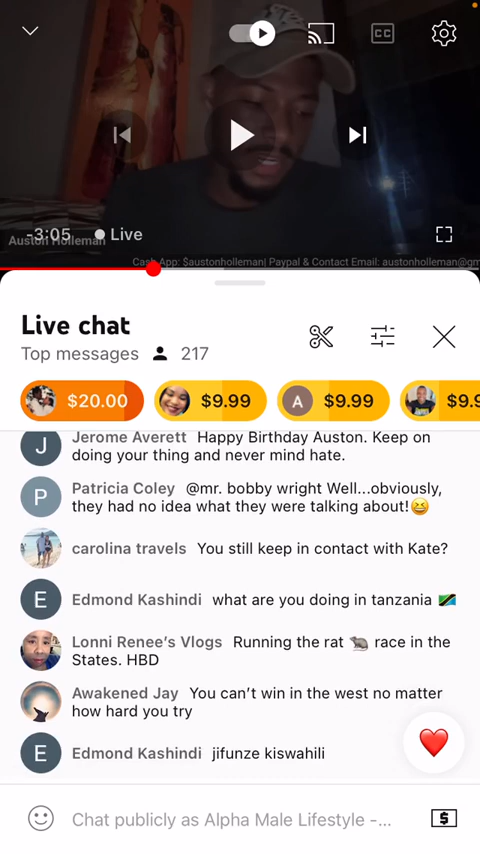 CC
-3:05 Live
Auston Holleman
Cash App: $austonholleman| Paypal & Contact Email: austonholleman@gm
Live chat
Top messages 217
$20.00 $9.99 A $9.99 $9.9
J Jerome Averett Happy Birthday Auston. Keep on
doing your thing and never mind hate.
P Patricia Coley @mr. bobby wright Well...obviously,
they had no idea what they were talking about!😆
carolina travels You still keep in contact with Kate?
E Edmond Kashindi what are you doing in tanzania 🇹🇿
Lonni Renee's Vlogs Running the rat 🐀 race in the
States. HBD
Awakened Jay You can't win in the west no matter
how hard you try
E Edmond Kashindi jifunze kiswahili
Chat publicly as Alpha Male Lifestyle -...
$